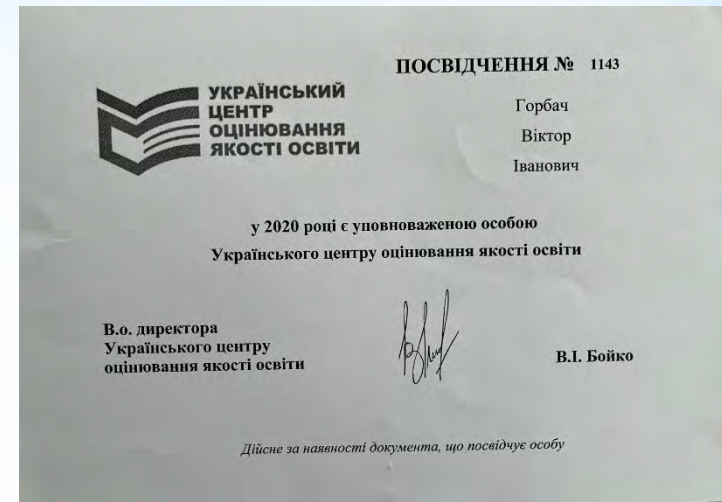 ПОСВІДЧЕННЯ № 1143
УКРАЇНСЬКИЙ
ЦЕНТР
ОЦІНЮВАННЯ
ЯКОСТІ ОСВІТИ
Горбач
Віктор
Іванович
у 2020 році є уповноваженою особою
Українського центру оцінювання якості освіти
В.о. директора
Українського центру
оцінювання якості освіти
В.І. Бойко
Дійсне за наявності документа, що посвідчує особу